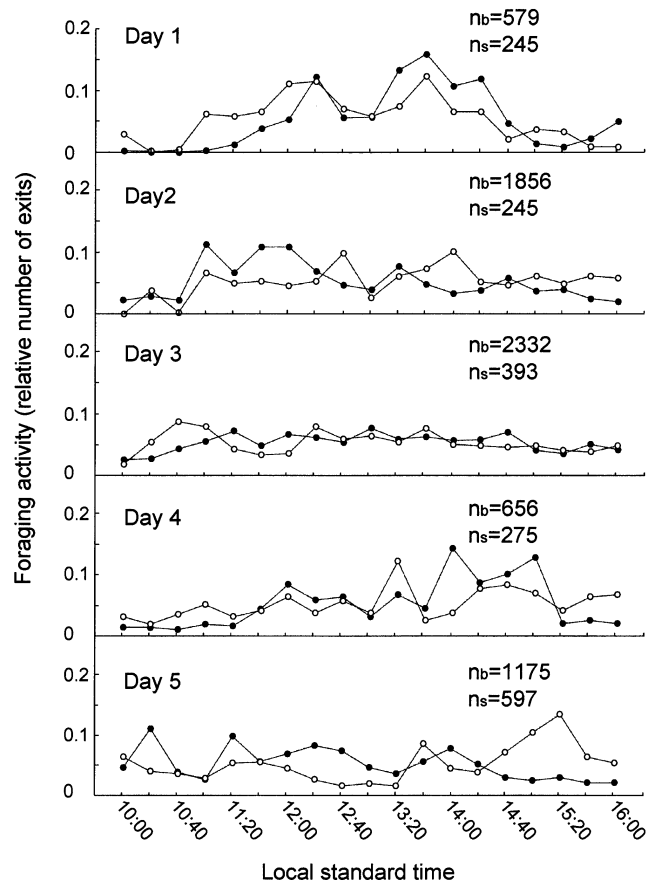 Foraging activity (relative number of exits)
Day 1
nb=579
ns=245
0.2
0.1
0
Day2
nb=1856
ns=245
0.2
0.1
0
Day 3
nb=2332
ns=393
0.2
0.1
0
Day 4
nb=656
ns=275
0.2
0.1
0
Day 5
nb=1175
ns=597
0.2
0.1
0
10:00 10:40 11:20 12:00 12:40 13:20 14:00 14:40 15:20 16:00
Local standard time